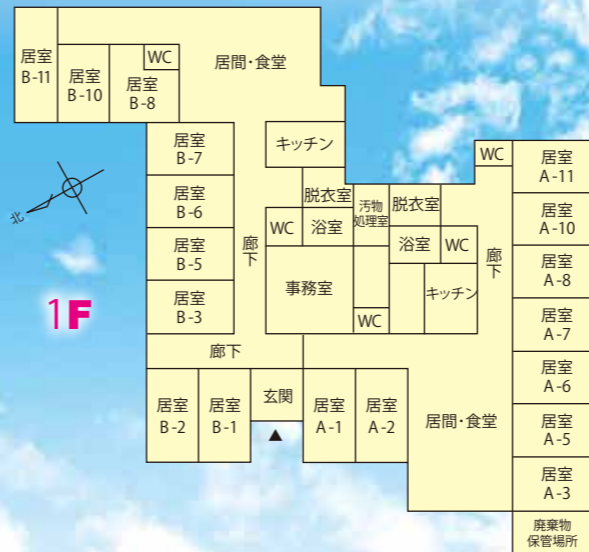 居室
B-11
居室
B-10
WC
居室
B-8
居間・食堂
居室
B-7
キッチン
WC
居室
A-11
北
居室
B-6
脱衣室
汚物
処理室
脱衣室
居室
A-10
WC
浴室
浴室
WC
廊下
廊下
居室
B-5
居室
A-8
1F
居室
B-3
事務室
キッチン
WC
居室
A-7
廊下
居室
A-6
居室
B-2
居室
B-1
玄関
居室
A-1
居室
A-2
居間・食堂
居室
A-5
居室
A-3
廃棄物
保管場所